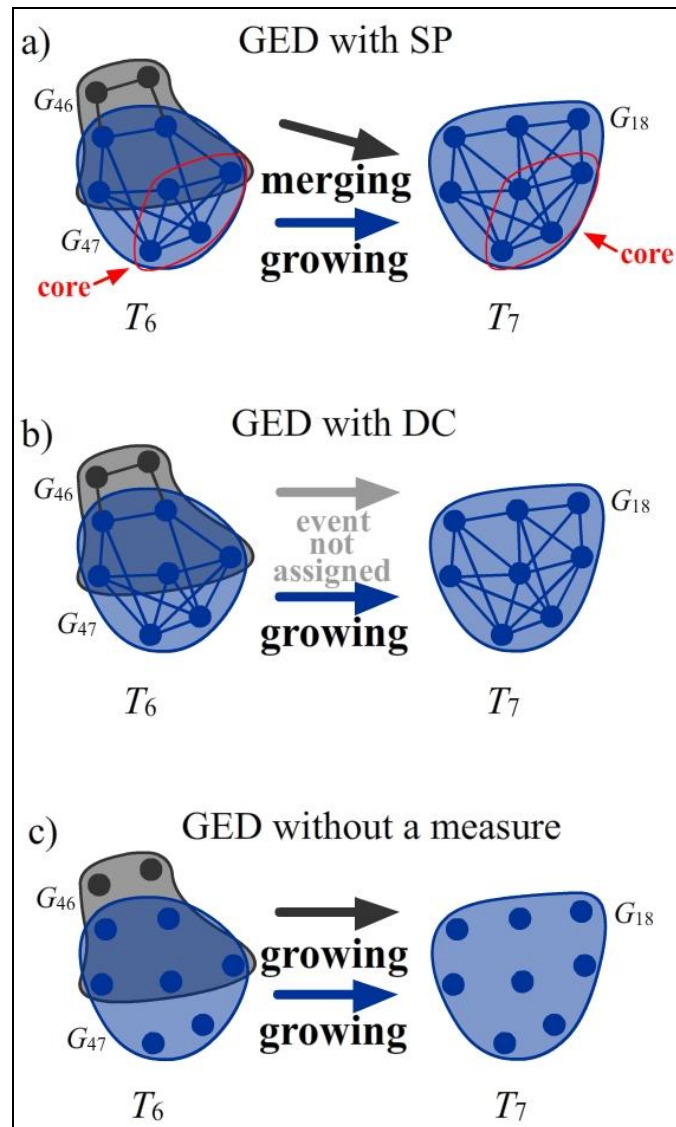 a) GED with SP
G46
G18
merging
G47
growing
core
core
T6
T7
b) GED with DC
G46
G18
event
not
assigned
G47
growing
T6
T7
c) GED without a measure
G46
G18
growing
G47
growing
T6
T7